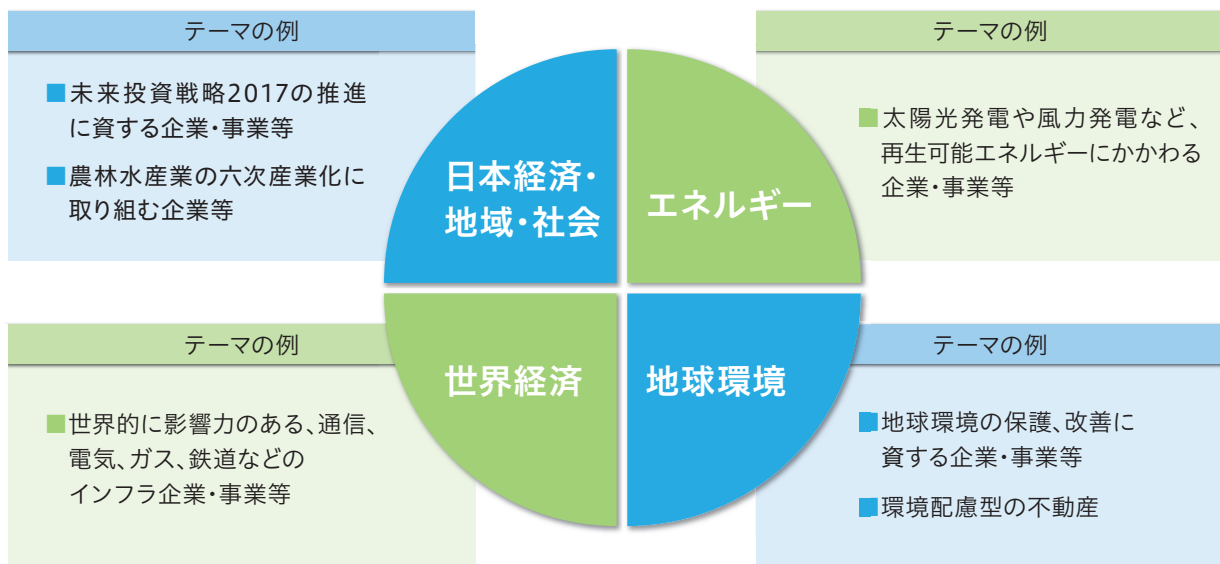 テーマの例
■未来投資戦略2017の推進
に資する企業・事業等
■農林水産業の六次産業化に
取り組む企業等
日本経済・
地域・社会
エネルギー
テーマの例
■太陽光発電や風力発電など、
再生可能エネルギーにかかわる
企業・事業等
テーマの例
■世界的に影響力のある、通信、
電気、ガス、鉄道などの
インフラ企業・事業等
世界経済
地球環境
テーマの例
■地球環境の保護、改善に
資する企業・事業等
■環境配慮型の不動産